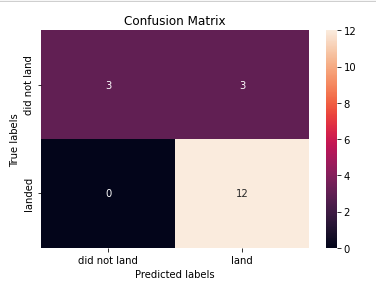 Confusion Matrix
True labels
did not land
landed
3 3
0 12
did not land land
Predicted labels
12
10
8
6
4
2
0